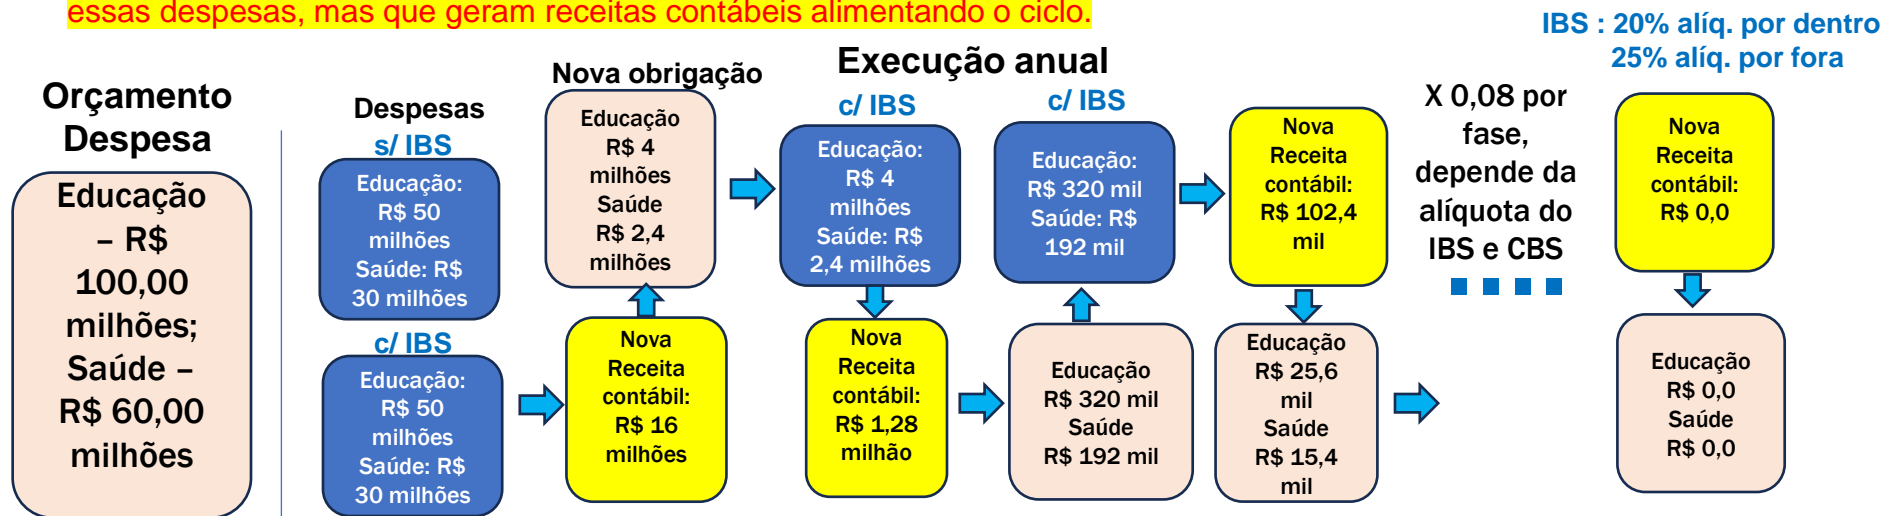 essas despesas, mas que geram receitas contábeis alimentando o ciclo.
IBS : 20% alíq. por dentro
25% alíq. por fora
Execução anual
Orçamento
Despesa
Educação
– R$
100,00
milhões;
Saúde –
R$ 60,00
milhões
Despesas
s/ IBS
Educação:
R$ 50
milhões
Saúde: R$
30 milhões
c/ IBS
Educação:
R$ 50
milhões
Saúde: R$
30 milhões
Nova obrigação
Educação
R$ 4
milhões
Saúde
R$ 2,4
milhões
Nova
Receita
contábil:
R$ 16
milhões
c/ IBS
Educação:
R$ 4
milhões
Saúde: R$
2,4 milhões
Nova
Receita
contábil:
R$ 1,28
milhão
c/ IBS
Educação:
R$ 320 mil
Saúde: R$
192 mil
Educação
R$ 320 mil
Saúde
R$ 192 mil
Nova
Receita
contábil:
R$ 102,4
mil
Educação
R$ 25,6
mil
Saúde
R$ 15,4
mil
X 0,08 por
fase,
depende da
alíquota do
IBS e CBS
Nova
Receita
contábil:
R$ 0,0
Educação
R$ 0,0
Saúde
R$ 0,0